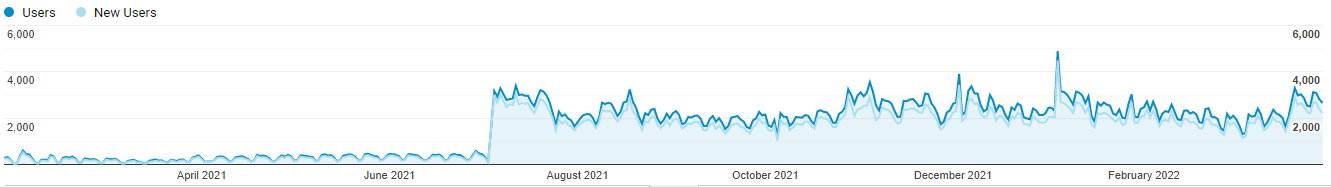 Users New Users
6,000 6,000
4,000 4,000
2,000 2,000
April 2021 June 2021 August 2021 October 2021 December 2021 February 2022